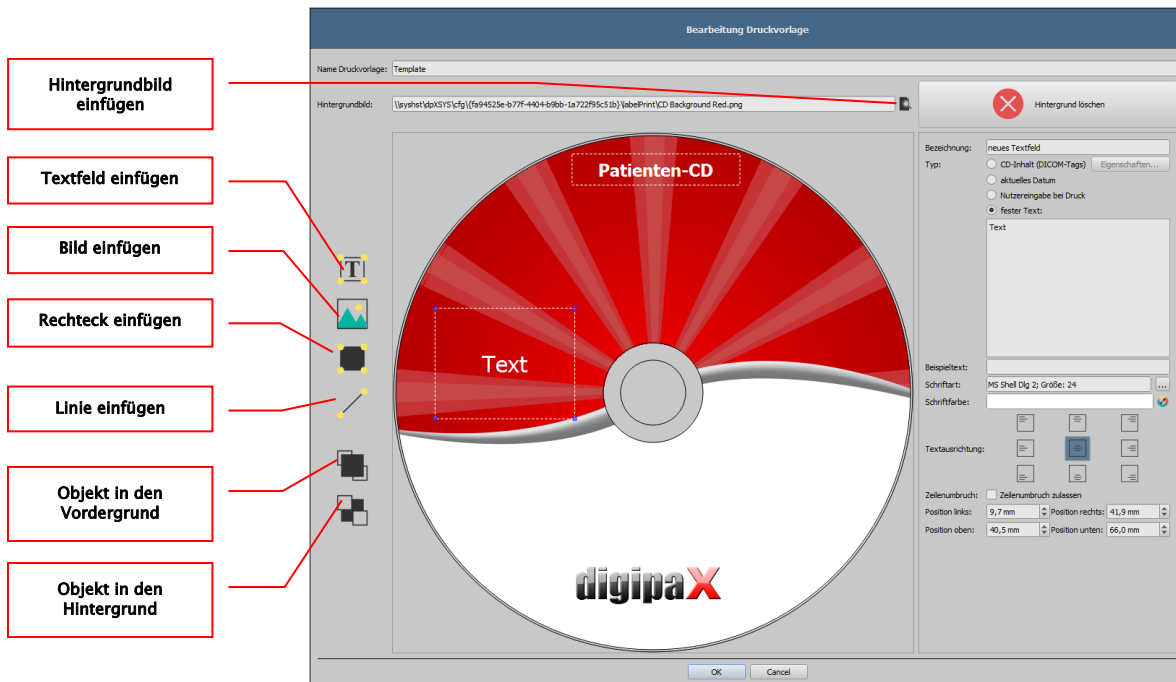 Bearbeitung Druckvorlage
Name Druckvorlage: Template
Hintergrundbild: \\syshst\dpXSYS\cfg\{fa94525e-b77f-4404-b9bb-1a722f95c51b}\labelPrint\CD Background Red.png
Hintergrund löschen
Hintergrundbild
einfügen
Textfeld einfügen
Bild einfügen
Rechteck einfügen
Linie einfügen
Objekt in den
Vordergrund
Objekt in den
Hintergrund
T
Patienten-CD
Text
digipaX
Bezeichnung: neues Textfeld
Typ: CD-Inhalt (DICOM-Tags) Eigenschaften...
aktuelles Datum
Nutzereingabe bei Druck
fester Text:
Text
Beispieltext:
Schriftart: MS Shell Dlg 2; Größe: 24 ...
Schriftfarbe:
Textausrichtung:
Zeilenumbruch: Zeilenumbruch zulassen
Position links: 9,7 mm Position rechts: 41,9 mm
Position oben: 40,5 mm Position unten: 66,0 mm
OK Cancel